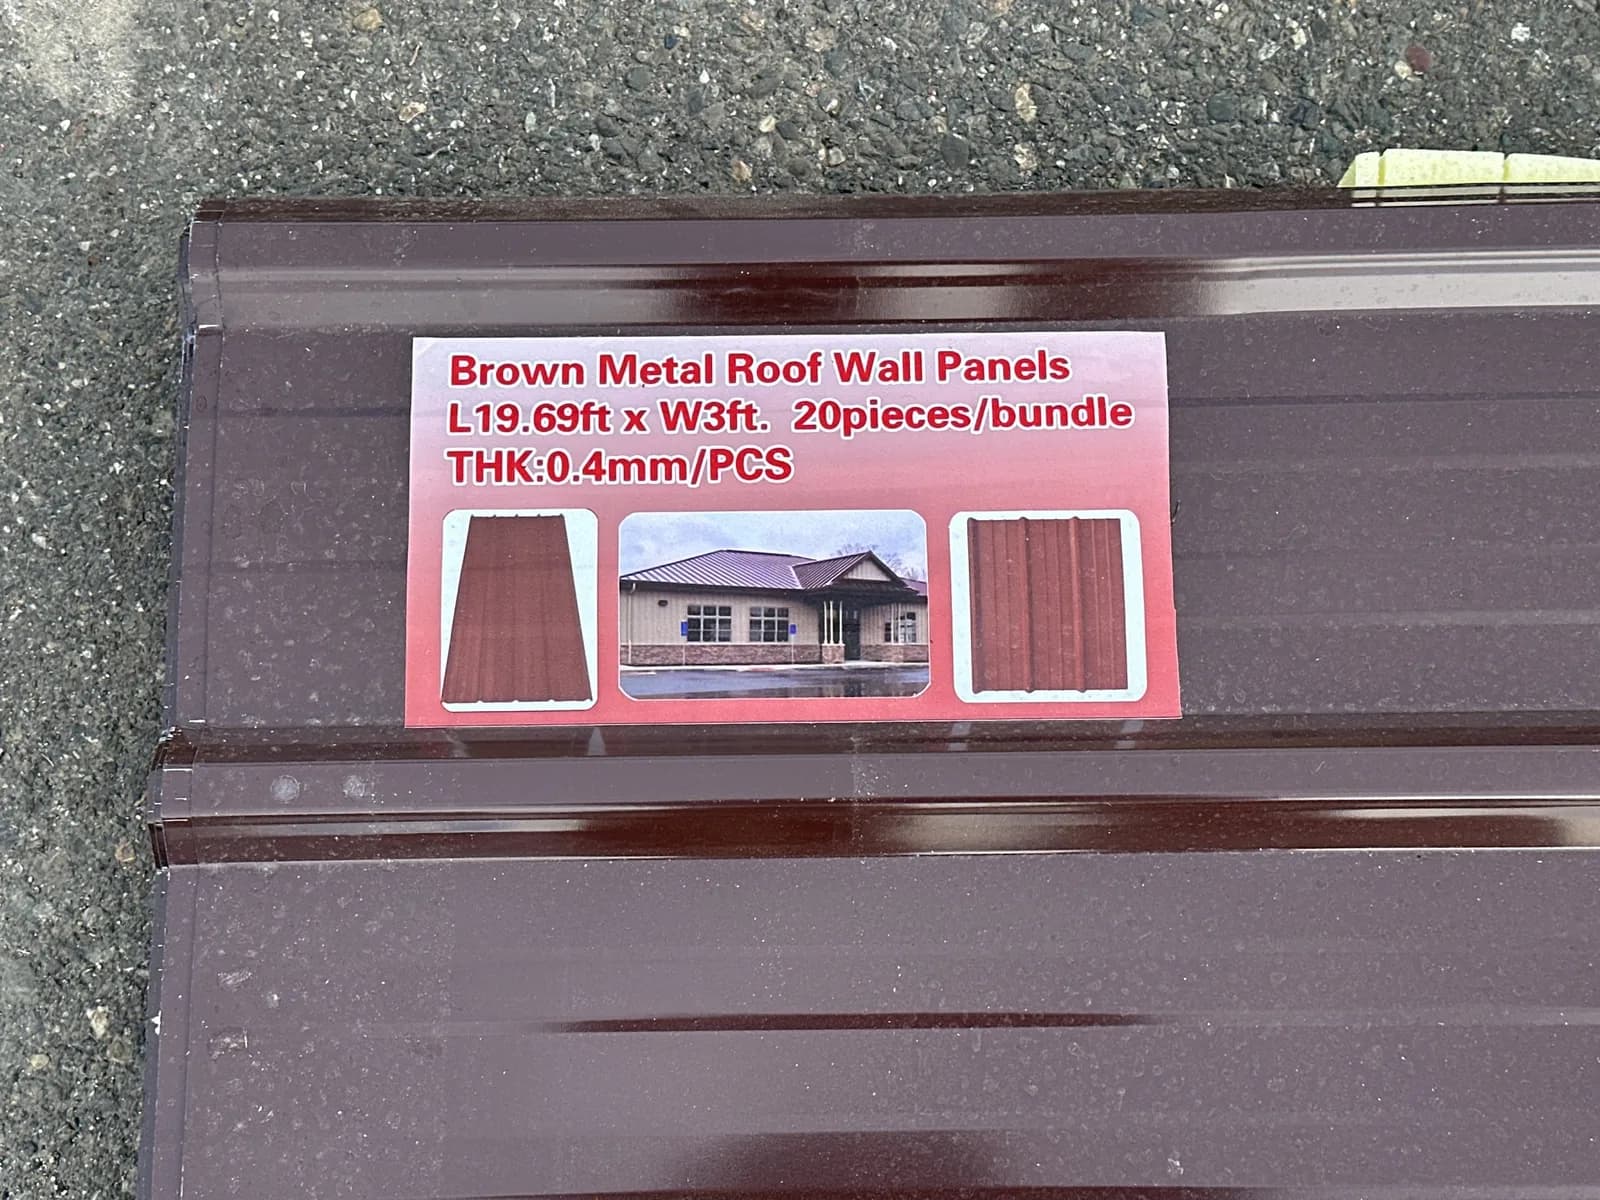 Brown Metal Roof Wall Panels
L19.69ft x W3ft. 20pieces/bundle
THK:0.4mm/PCS